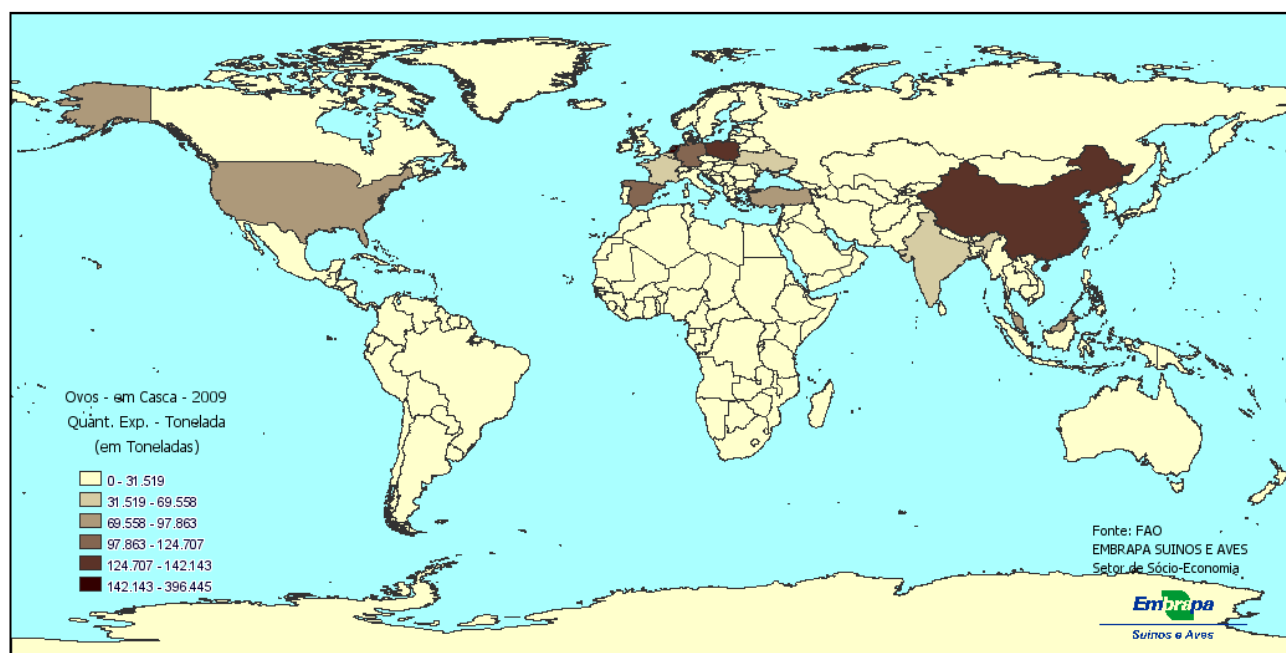 Ovos - em Casca - 2009
Quant. Exp. - Tonelada
(em Toneladas)
0 - 31.519
31.519 - 69.558
69.558 - 97.863
97.863 - 124.707
124.707 - 142.143
142.143 - 396.445
Fonte: FAO
EMBRAPA SUINOS E AVES
Setor de Sócio-Economia
Embrapa
Suínos e Aves